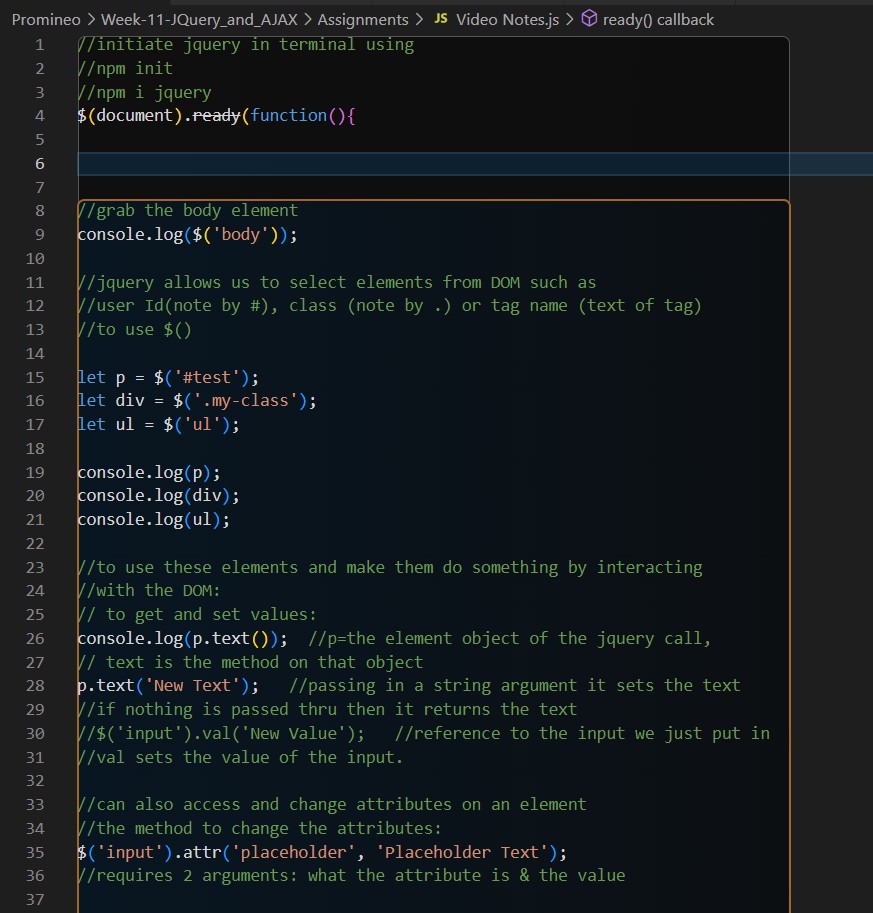 Promineo > Week-11-JQuery_and_AJAX > Assignments > JS Video Notes.js > ready() callback
1 //initiate jquery in terminal using
2 //npm init
3 //npm i jquery
4 $(document).ready(function(){
5
6
7
8 //grab the body element
9 console.log($('body'));
10
11 //jquery allows us to select elements from DOM such as
12 //user Id(note by #), class (note by .) or tag name (text of tag)
13 //to use $()
14
15 let p = $('#test');
16 let div = $('.my-class');
17 let ul = $('ul');
18
19 console.log(p);
20 console.log(div);
21 console.log(ul);
22
23 //to use these elements and make them do something by interacting
24 //with the DOM:
25 // to get and set values:
26 console.log(p.text());  //p=the element object of the jquery call,
27 // text is the method on that object
28 p.text('New Text');   //passing in a string argument it sets the text
29 //if nothing is passed thru then it returns the text
30 //$('input').val('New Value');   //reference to the input we just put in
31 //val sets the value of the input.
32
33 //can also access and change attributes on an element
34 //the method to change the attributes:
35 $('input').attr('placeholder', 'Placeholder Text');
36 //requires 2 arguments: what the attribute is & the value
37